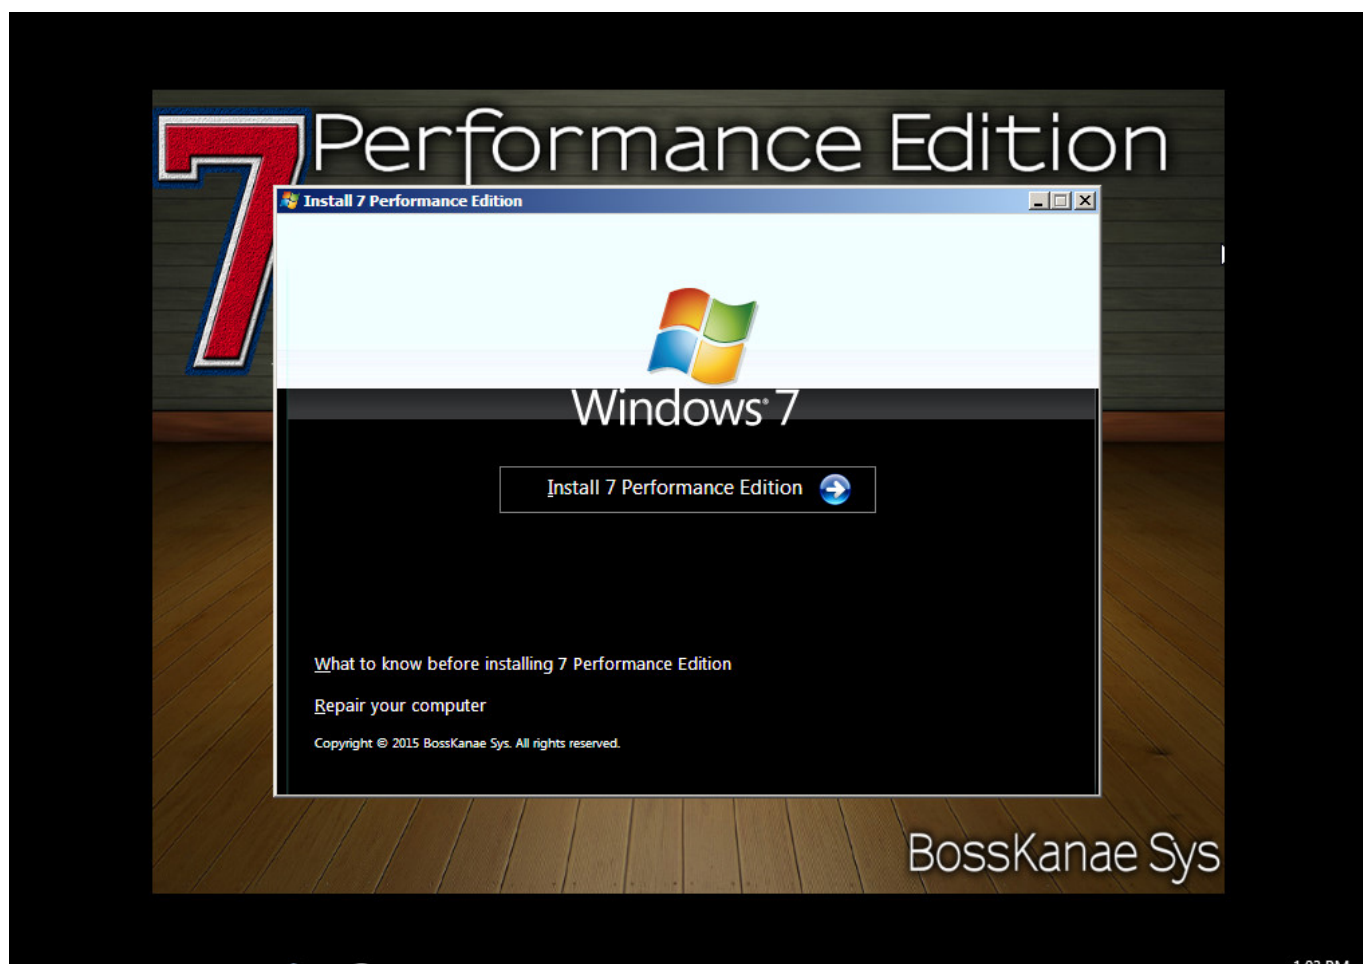 7 Performance Edition
Install 7 Performance Edition
Windows® 7
Install 7 Performance Edition
What to know before installing 7 Performance Edition
Repair your computer
Copyright © 2015 BossKanae Sys. All rights reserved.
BossKanae Sys